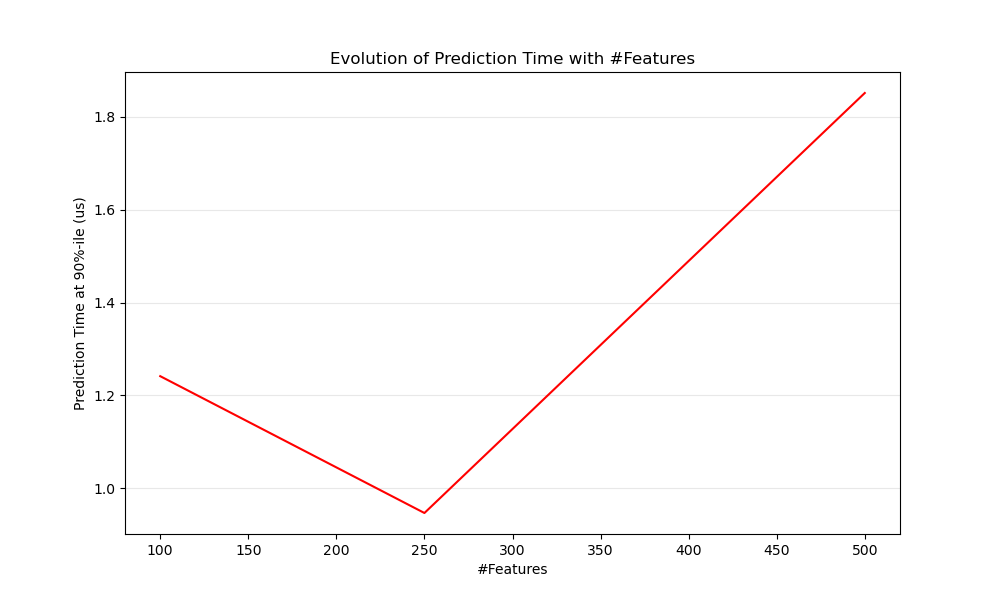 Evolution of Prediction Time with #Features
Prediction Time at 90%-ile (us)
1.8
1.6
1.4
1.2
1.0
100 150 200 250 300 350 400 450 500
#Features